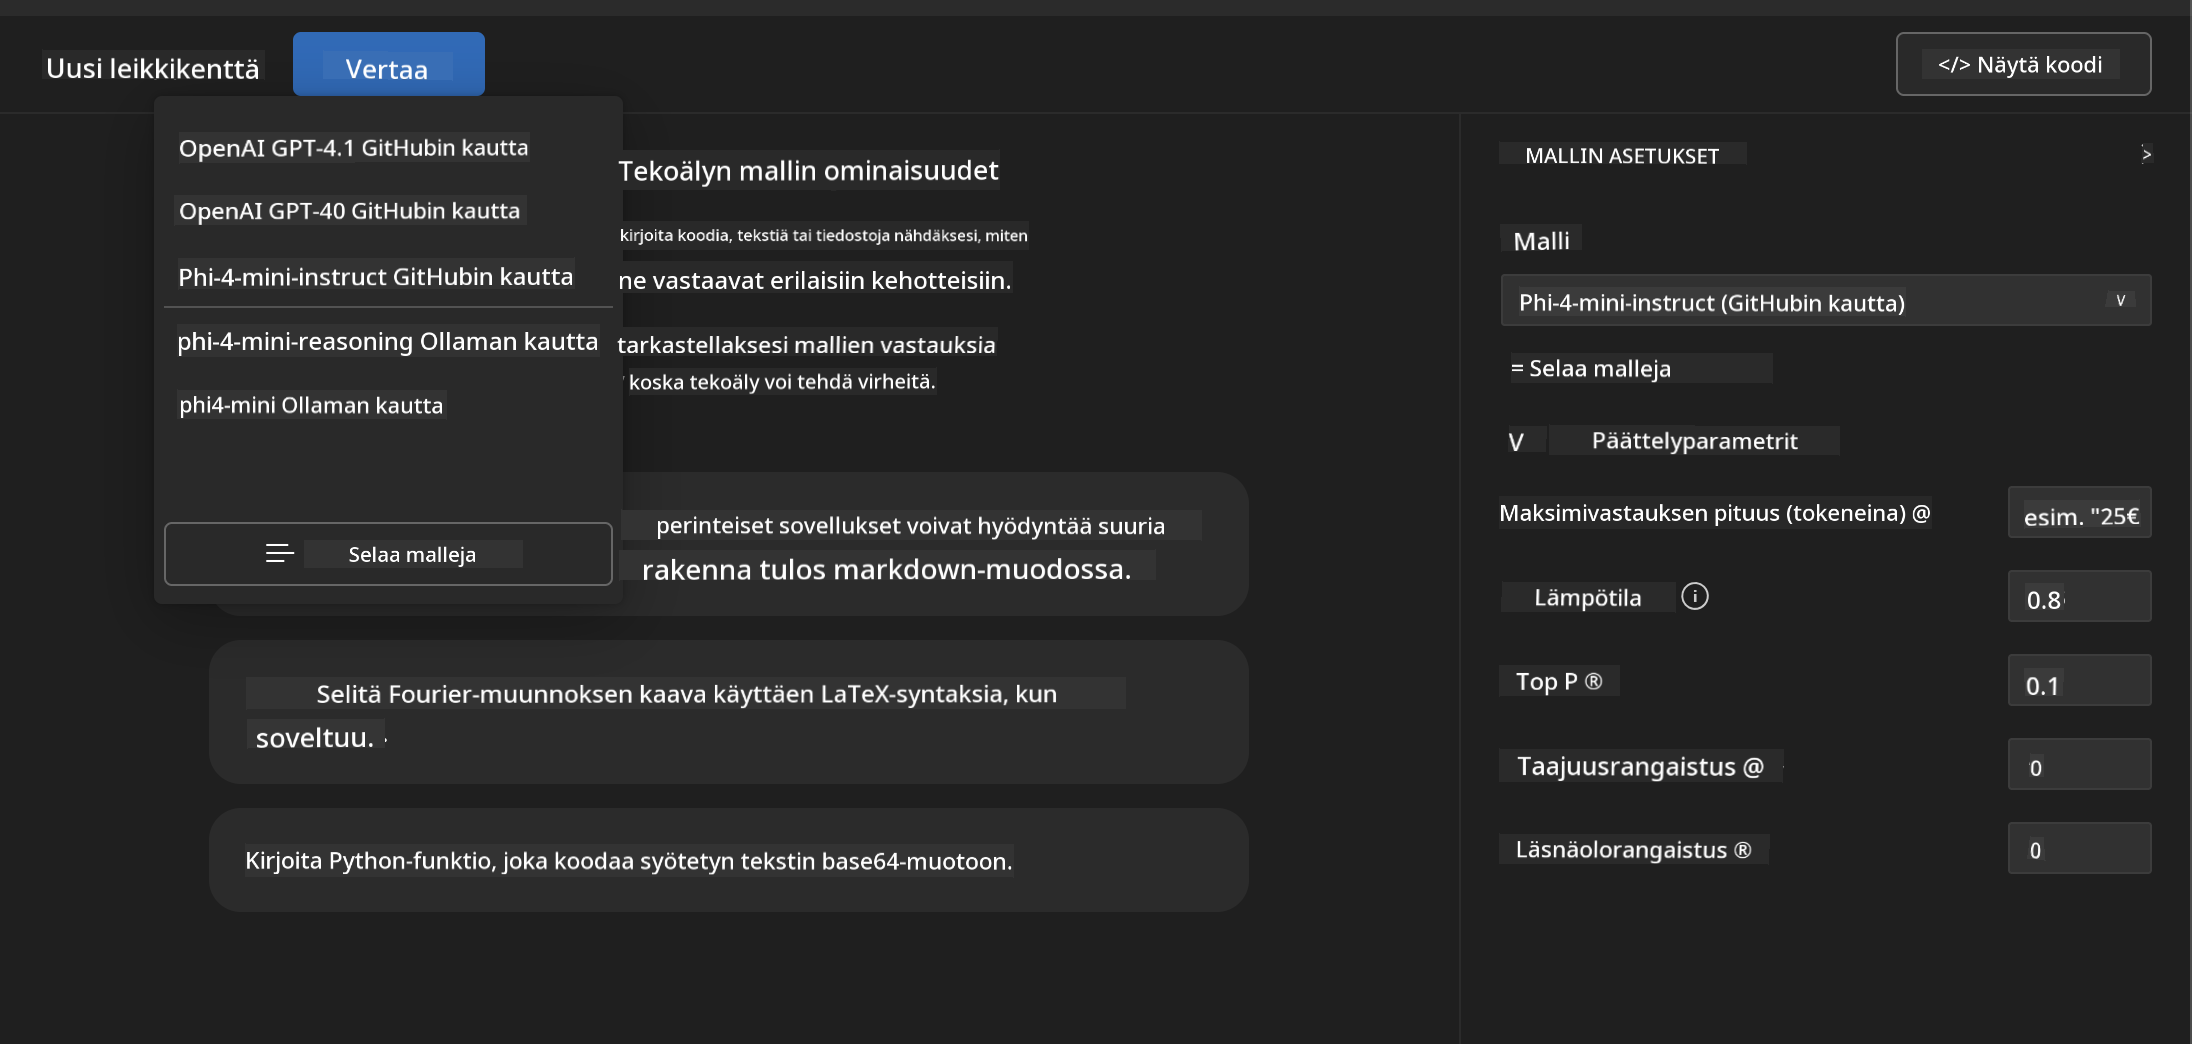 Uusi leikkikenttä
Vertaa
</> Näytä koodi
OpenAI GPT-4.1 GitHubin kautta
OpenAI GPT-40 GitHubin kautta
Phi-4-mini-instruct GitHubin kautta
phi-4-mini-reasoning Ollaman kautta
phi4-mini Ollaman kautta
Selaa malleja
Tekoälyn mallin ominaisuudet
kirjoita koodia, tekstiä tai tiedostoja nähdäksesi, miten
ne vastaavat erilaisiin kehotteisiin.
tarkastellaksesi mallien vastauksia
koska tekoäly voi tehdä virheitä.
perinteiset sovellukset voivat hyödyntää suuria
rakenna tulos markdown-muodossa.
Selitä Fourier-muunnoksen kaava käyttäen LaTeX-syntaksia, kun
soveltuu.
Kirjoita Python-funktio, joka koodaa syötetyn tekstin base64-muotoon.
MALLIN ASETUKSET >
Malli
Phi-4-mini-instruct (GitHubin kautta) V
= Selaa malleja
V Päättelyparametrit
Maksimivastauksen pituus (tokeneina) @ esim. "25€
Lämpötila 0.8
Top P ® 0.1
Taajuusrangaistus @ 0
Läsnäolorangaistus ® 0